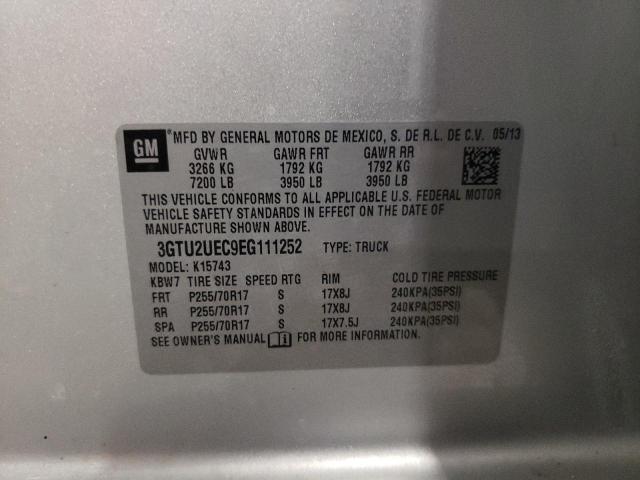 GM
*MFD BY GENERAL MOTORS DE MEXICO, S. DE R.L. DE C.V. 05/13
GVWR GAWR FRT GAWR RR
3266 KG 1792 KG 1792 KG
7200 LB 3950 LB 3950 LB
THIS VEHICLE CONFORMS TO ALL APPLICABLE U.S. FEDERAL MOTOR
VEHICLE SAFETY STANDARDS IN EFFECT ON THE DATE OF
MANUFACTURE SHOWN ABOVE.
3GTU2UEC9EG111252 TYPE: TRUCK
MODEL: K15743
KBW7 TIRE SIZE SPEED RTG RIM COLD TIRE PRESSURE
FRT P255/70R17 S 17X8J 240KPA(35PSI)
RR P255/70R17 S 17X8J 240KPA(35PSI)
SPA P255/70R17 S 17X7.5J 240KPA(35PSI)
SEE OWNER'S MANUAL i FOR MORE INFORMATION.